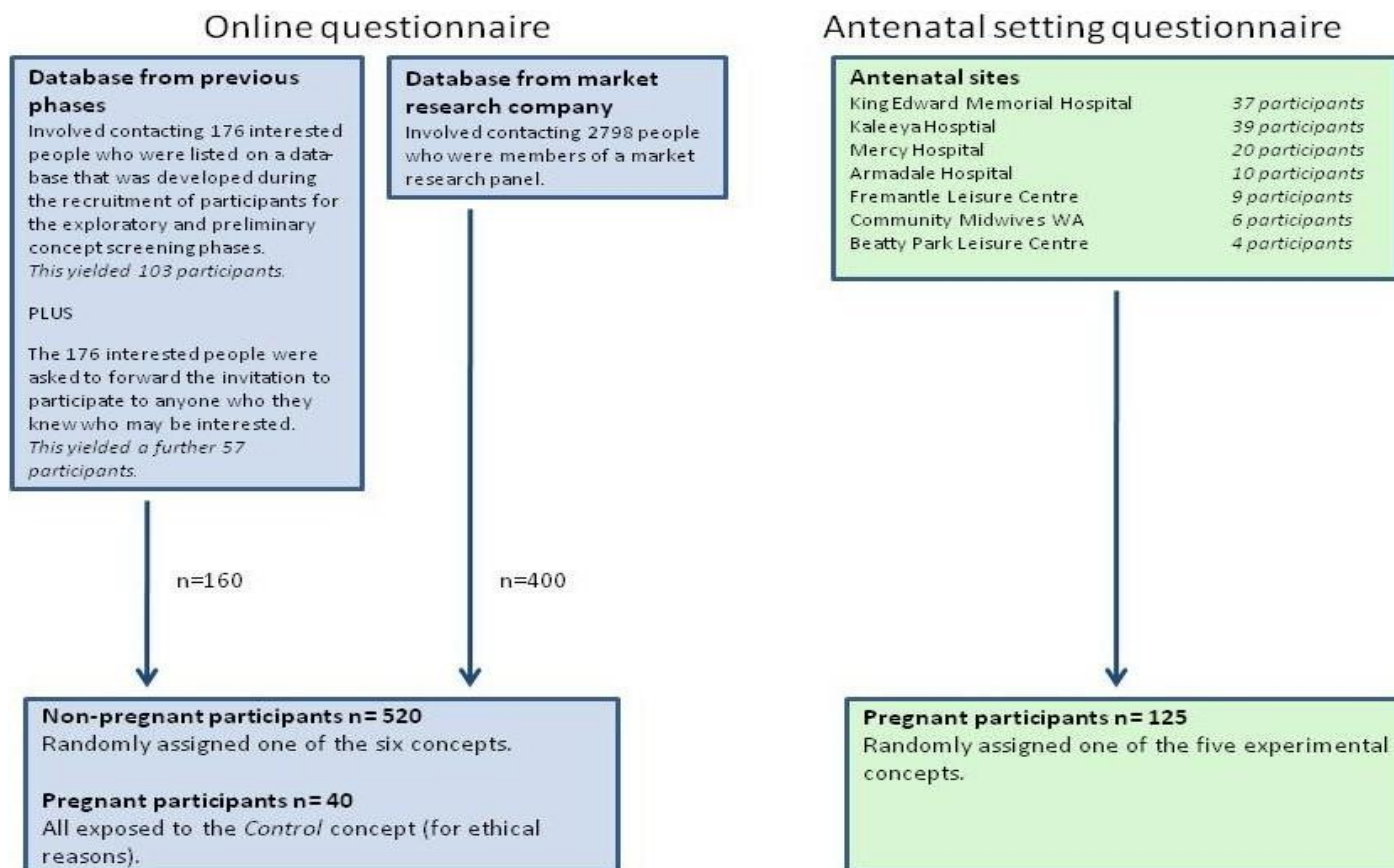 Online questionnaire
Database from previous
phases
Involved contacting 176 interested
people who were listed on a data-
base that was developed during
the recruitment of participants for
the exploratory and preliminary
concept screening phases.
This yielded 103 participants.
PLUS
The 176 interested people were
asked to forward the invitation to
participate to anyone who they
knew who may be interested.
This yielded a further 57
participants.
Database from market
research company
Involved contacting 2798 people
who were members of a market
research panel.
n=160
n=400
Non-pregnant participants n= 520
Randomly assigned one of the six concepts.
Pregnant participants n= 40
All exposed to the Control concept (for ethical
reasons).
Antenatal setting questionnaire
Antenatal sites
King Edward Memorial Hospital 37 participants
Kaleeya Hosptial 39 participants
Mercy Hospital 20 participants
Armadale Hospital 10 participants
Fremantle Leisure Centre 9 participants
Community Midwives WA 6 participants
Beatty Park Leisure Centre 4 participants
Pregnant participants n= 125
Randomly assigned one of the five experimental
concepts.